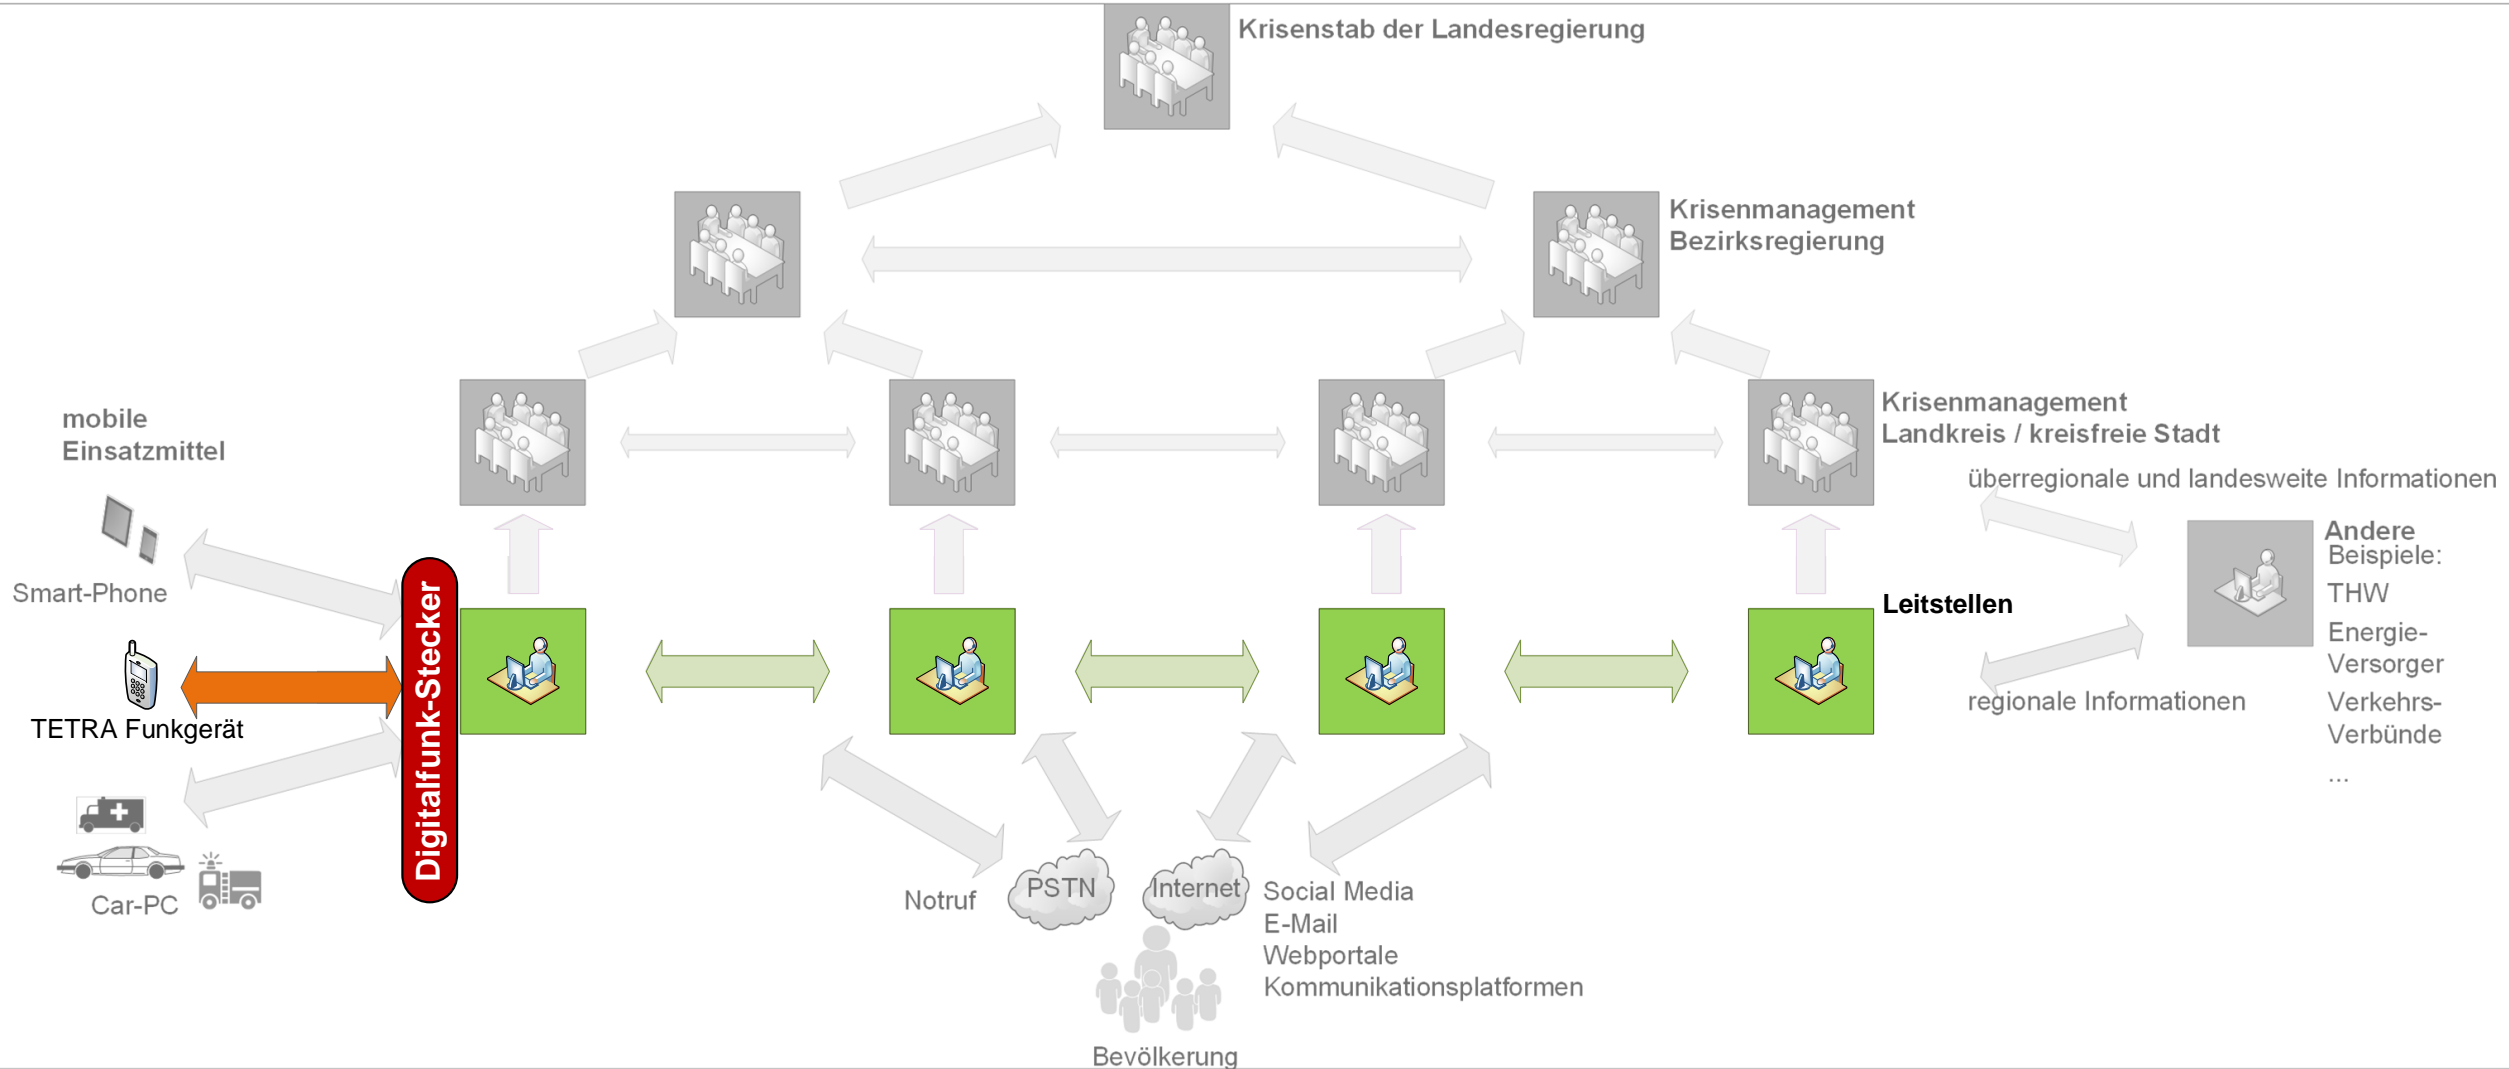 Krisenstab der Landesregierung
Krisenmanagement
Bezirksregierung
mobile
Einsatzmittel
Krisenmanagement
Landkreis / kreisfreie Stadt
überregionale und landesweite Informationen
Andere
Beispiele:
THW
Energie-
Versorger
Verkehrs-
Verbünde
...
Smart-Phone
Digitalfunk-Stecker
Leitstellen
TETRA Funkgerät
regionale Informationen
Car-PC
Notruf
PSTN
Internet
Social Media
E-Mail
Webportale
Kommunikationsplatformen
Bevölkerung